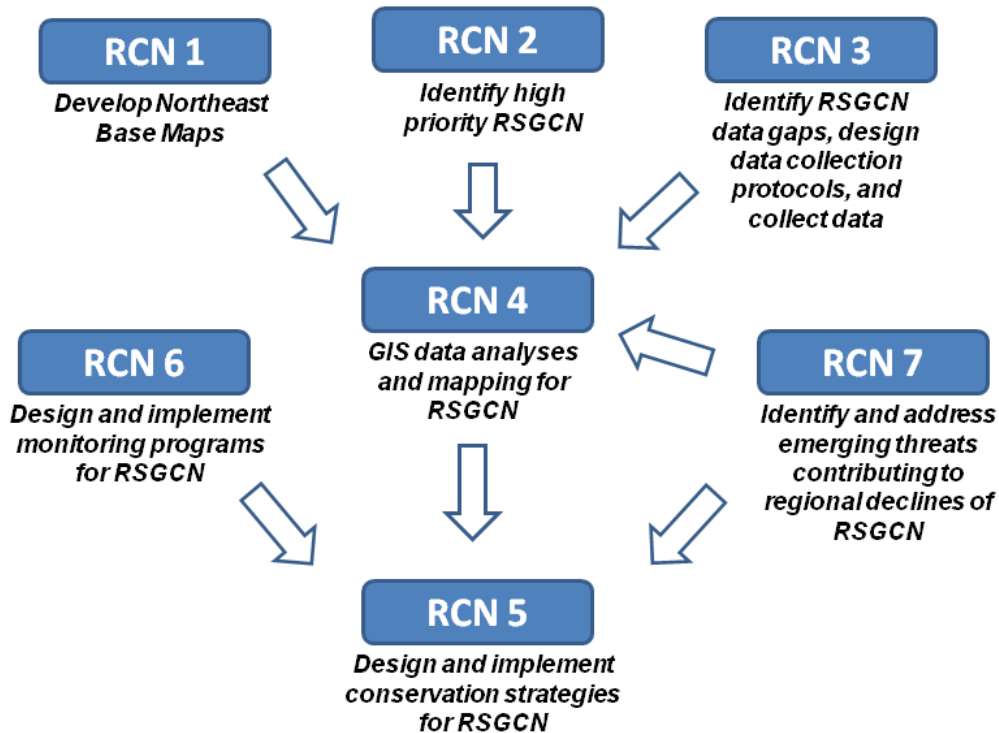 RCN 1
Develop Northeast
Base Maps
RCN 2
Identify high
priority RSGCN
RCN 3
Identify RSGCN
data gaps, design
data collection
protocols, and
collect data
RCN 4
GIS data analyses
and mapping for
RSGCN
RCN 6
Design and implement
monitoring programs
for RSGCN
RCN 7
Identify and address
emerging threats
contributing to
regional declines of
RSGCN
RCN 5
Design and implement
conservation strategies
for RSGCN